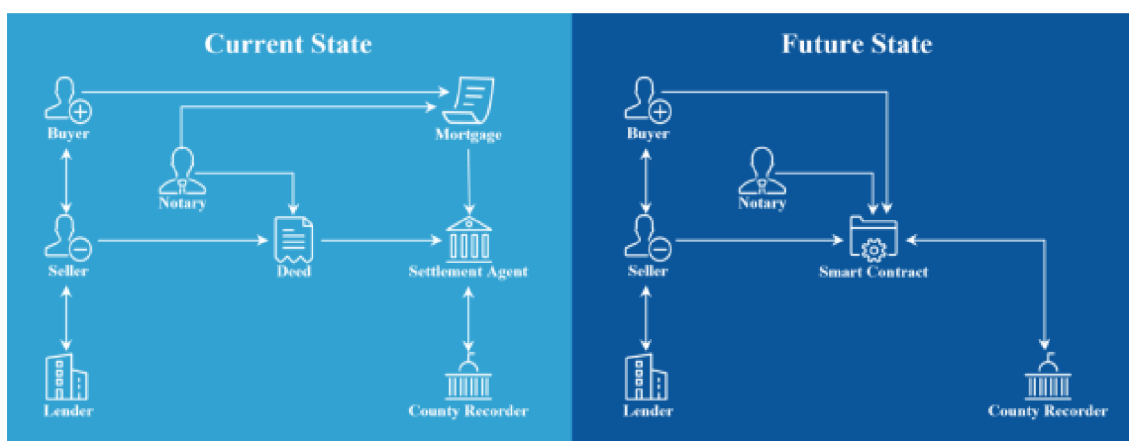 Current State
Buyer
Mortgage
Notary
Seller
Deed
Settlement Agent
Lender
County Recorder
Future State
Buyer
Notary
Seller
Smart Contract
Lender
County Recorder